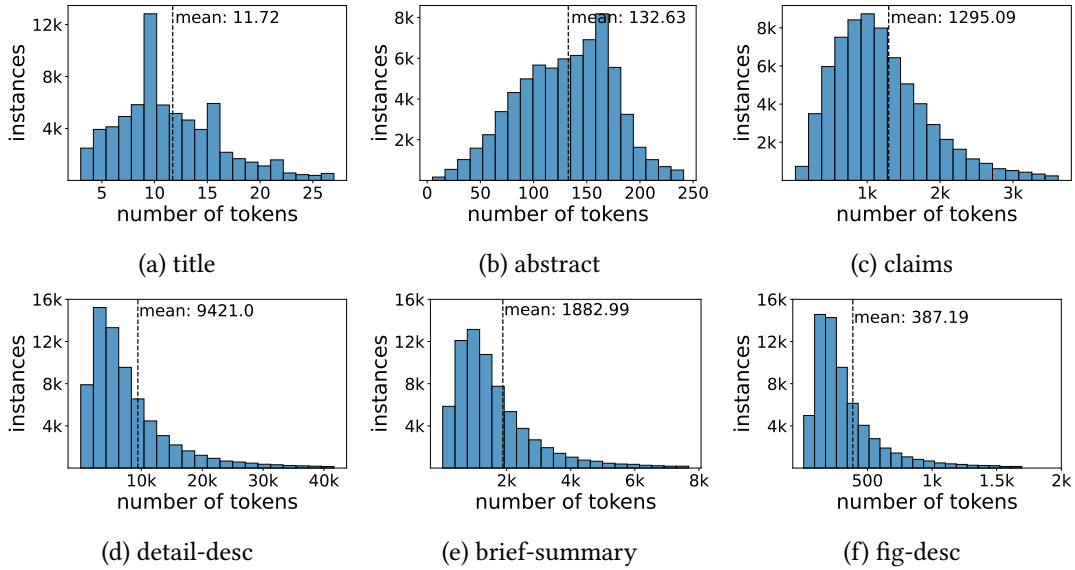 12k
8k
4k
instances
mean: 11.72
5 10 15 20 25
number of tokens
(a) title
8k
6k
4k
2k
instances
mean: 132.63
0 50 100 150 200 250
number of tokens
(b) abstract
8k
6k
4k
2k
instances
mean: 1295.09
1k 2k 3k
number of tokens
(c) claims
16k
12k
8k
4k
instances
mean: 9421.0
10k 20k 30k 40k
number of tokens
(d) detail-desc
16k
12k
8k
4k
instances
mean: 1882.99
2k 4k 6k 8k
number of tokens
(e) brief-summary
16k
12k
8k
4k
instances
mean: 387.19
500 1k 1.5k 2k
number of tokens
(f) fig-desc